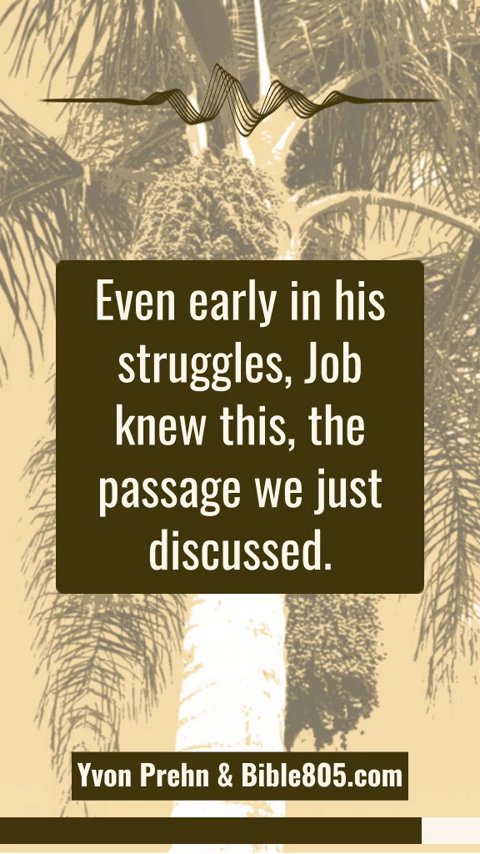 Even early in his
struggles, Job
knew this, the
passage we just
discussed.
Yvon Prehn & Bible805.com